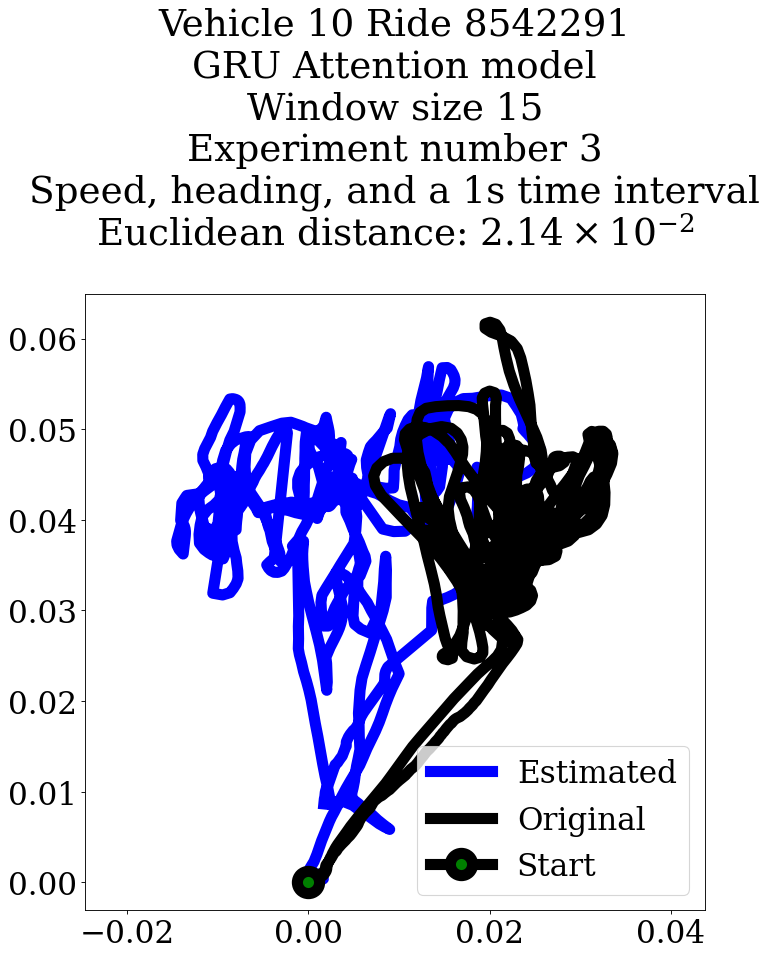 Vehicle 10 Ride 8542291
GRU Attention model
Window size 15
Experiment number 3
Speed, heading, and a 1s time interval
Euclidean distance: 2.14 × 10⁻²
0.06
0.05
0.04
0.03
0.02
0.01
0.00
Estimated
Original
Start
−0.02 0.00 0.02 0.04